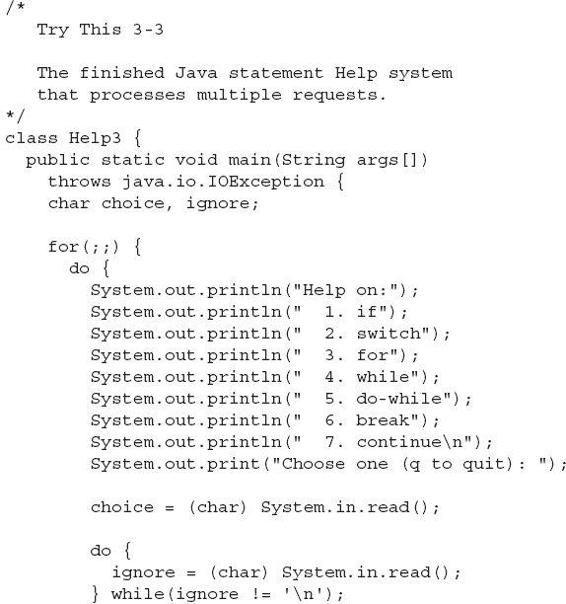 /*
   Try This 3-3

   The finished Java statement Help system
   that processes multiple requests.
*/
class Help3 {
  public static void main(String args[])
    throws java.io.IOException {
    char choice, ignore;

    for(;;) {
      do {
        System.out.println("Help on:");
        System.out.println("  1. if");
        System.out.println("  2. switch");
        System.out.println("  3. for");
        System.out.println("  4. while");
        System.out.println("  5. do-while");
        System.out.println("  6. break");
        System.out.println("  7. continue\n");
        System.out.print("Choose one (q to quit): ");

        choice = (char) System.in.read();

        do {
          ignore = (char) System.in.read();
        } while(ignore != '\n');